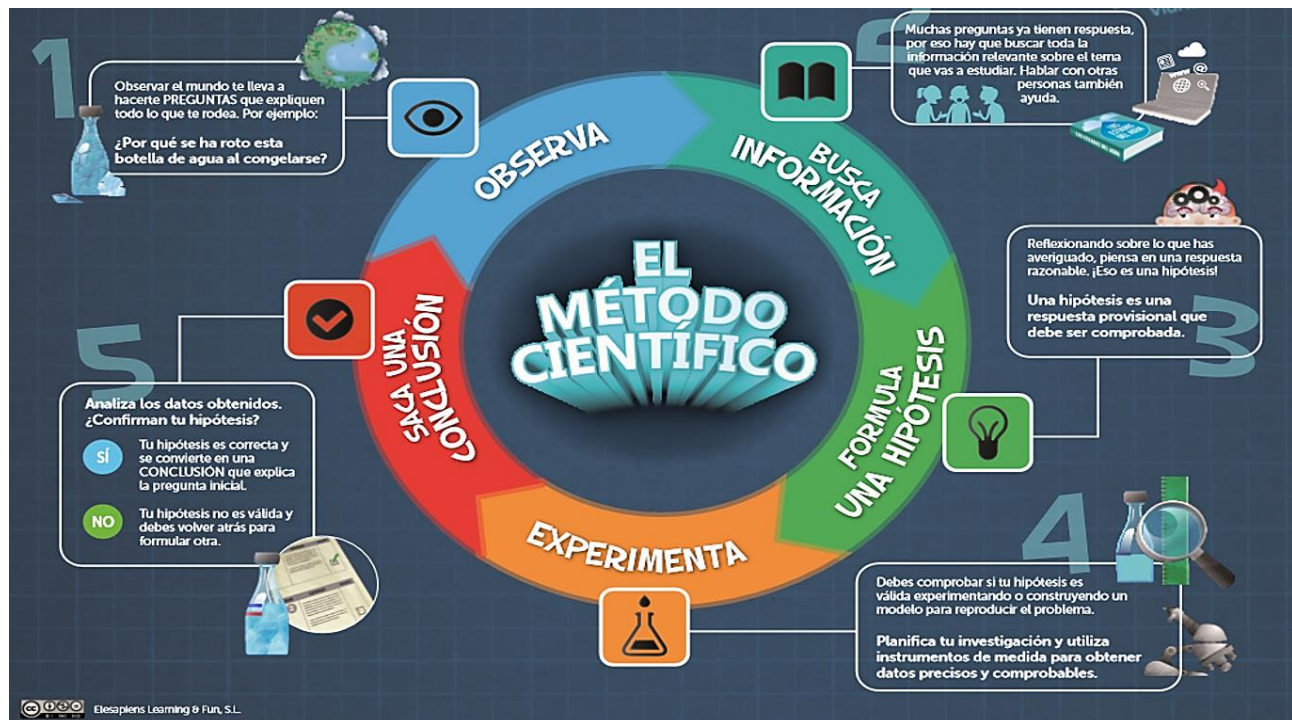 EL
MÉTODO
CIENTÍFICO
1
OBSERVA
Observar el mundo te lleva a
hacerte PREGUNTAS que expliquen
todo lo que te rodea. Por ejemplo:
¿Por qué se ha roto esta
botella de agua al congelarse?
2
BUSCA
INFORMACIÓN
Muchas preguntas ya tienen respuesta,
por eso hay que buscar toda la
información relevante sobre el tema
que vas a estudiar. Hablar con otras
personas también
ayuda.
WWW
@
3
FORMULA
UNA HIPÓTESIS
Reflexionando sobre lo que has
averiguado, piensa en una respuesta
razonable. ¡Eso es una hipótesis!
Una hipótesis es una
respuesta provisional que
debe ser comprobada.
4
EXPERIMENTA
Debes comprobar si tu hipótesis es
válida experimentando o construyendo un
modelo para reproducir el problema.
Planifica tu investigación y utiliza
instrumentos de medida para obtener
datos precisos y comprobables.
5
SACA UNA
CONCLUSIÓN
Analiza los datos obtenidos.
¿Confirman tu hipótesis?
SÍ
Tu hipótesis es correcta y
se convierte en una
CONCLUSIÓN que explica
la pregunta inicial.
NO
Tu hipótesis no es válida y
debes volver atrás para
formular otra.
cc
Elesapiens Learning & Fun, S.L.